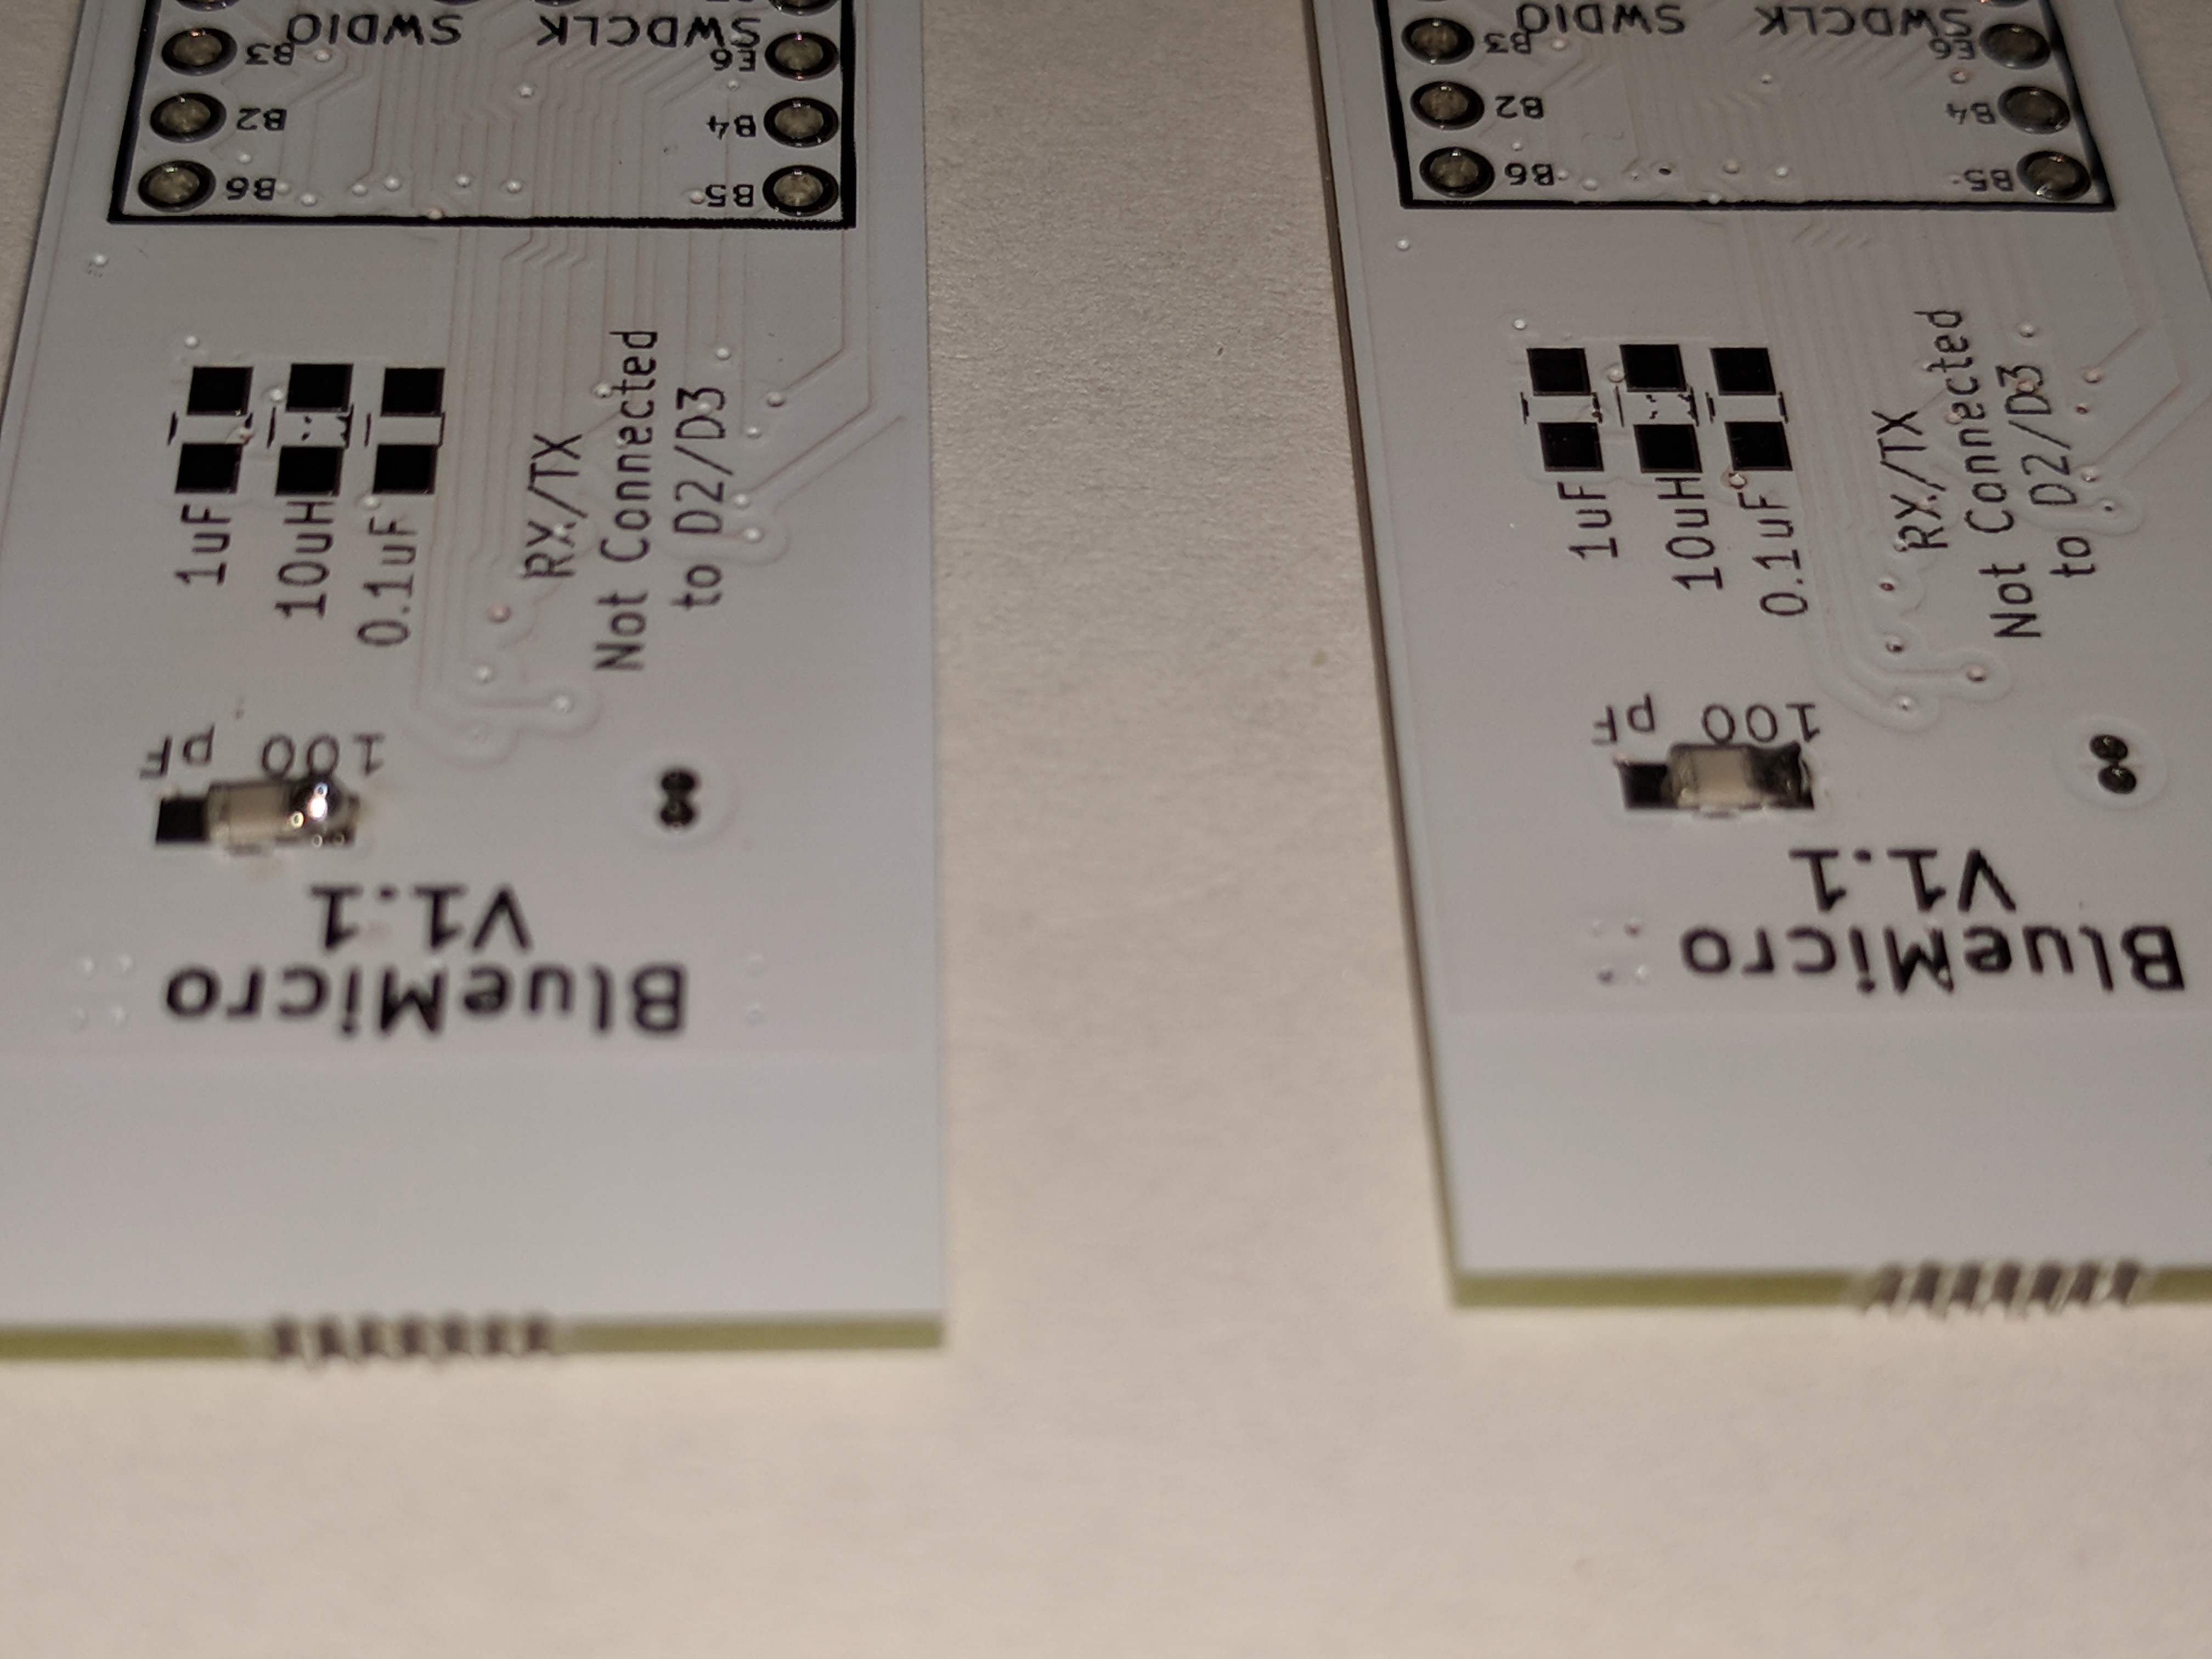 SWDIO SWDCLK
B3 E6
B2 B4
B6 B5
1uF
10uH
0.1uF
RX/TX
Not Connected
to D2/D3
100 pF
BlueMicro
V1.1
SWDIO SWDCLK
B3 E6
B2 B4
B6 B5
1uF
10uH
0.1uF
RX/TX
Not Connected
to D2/D3
100 pF
BlueMicro
V1.1